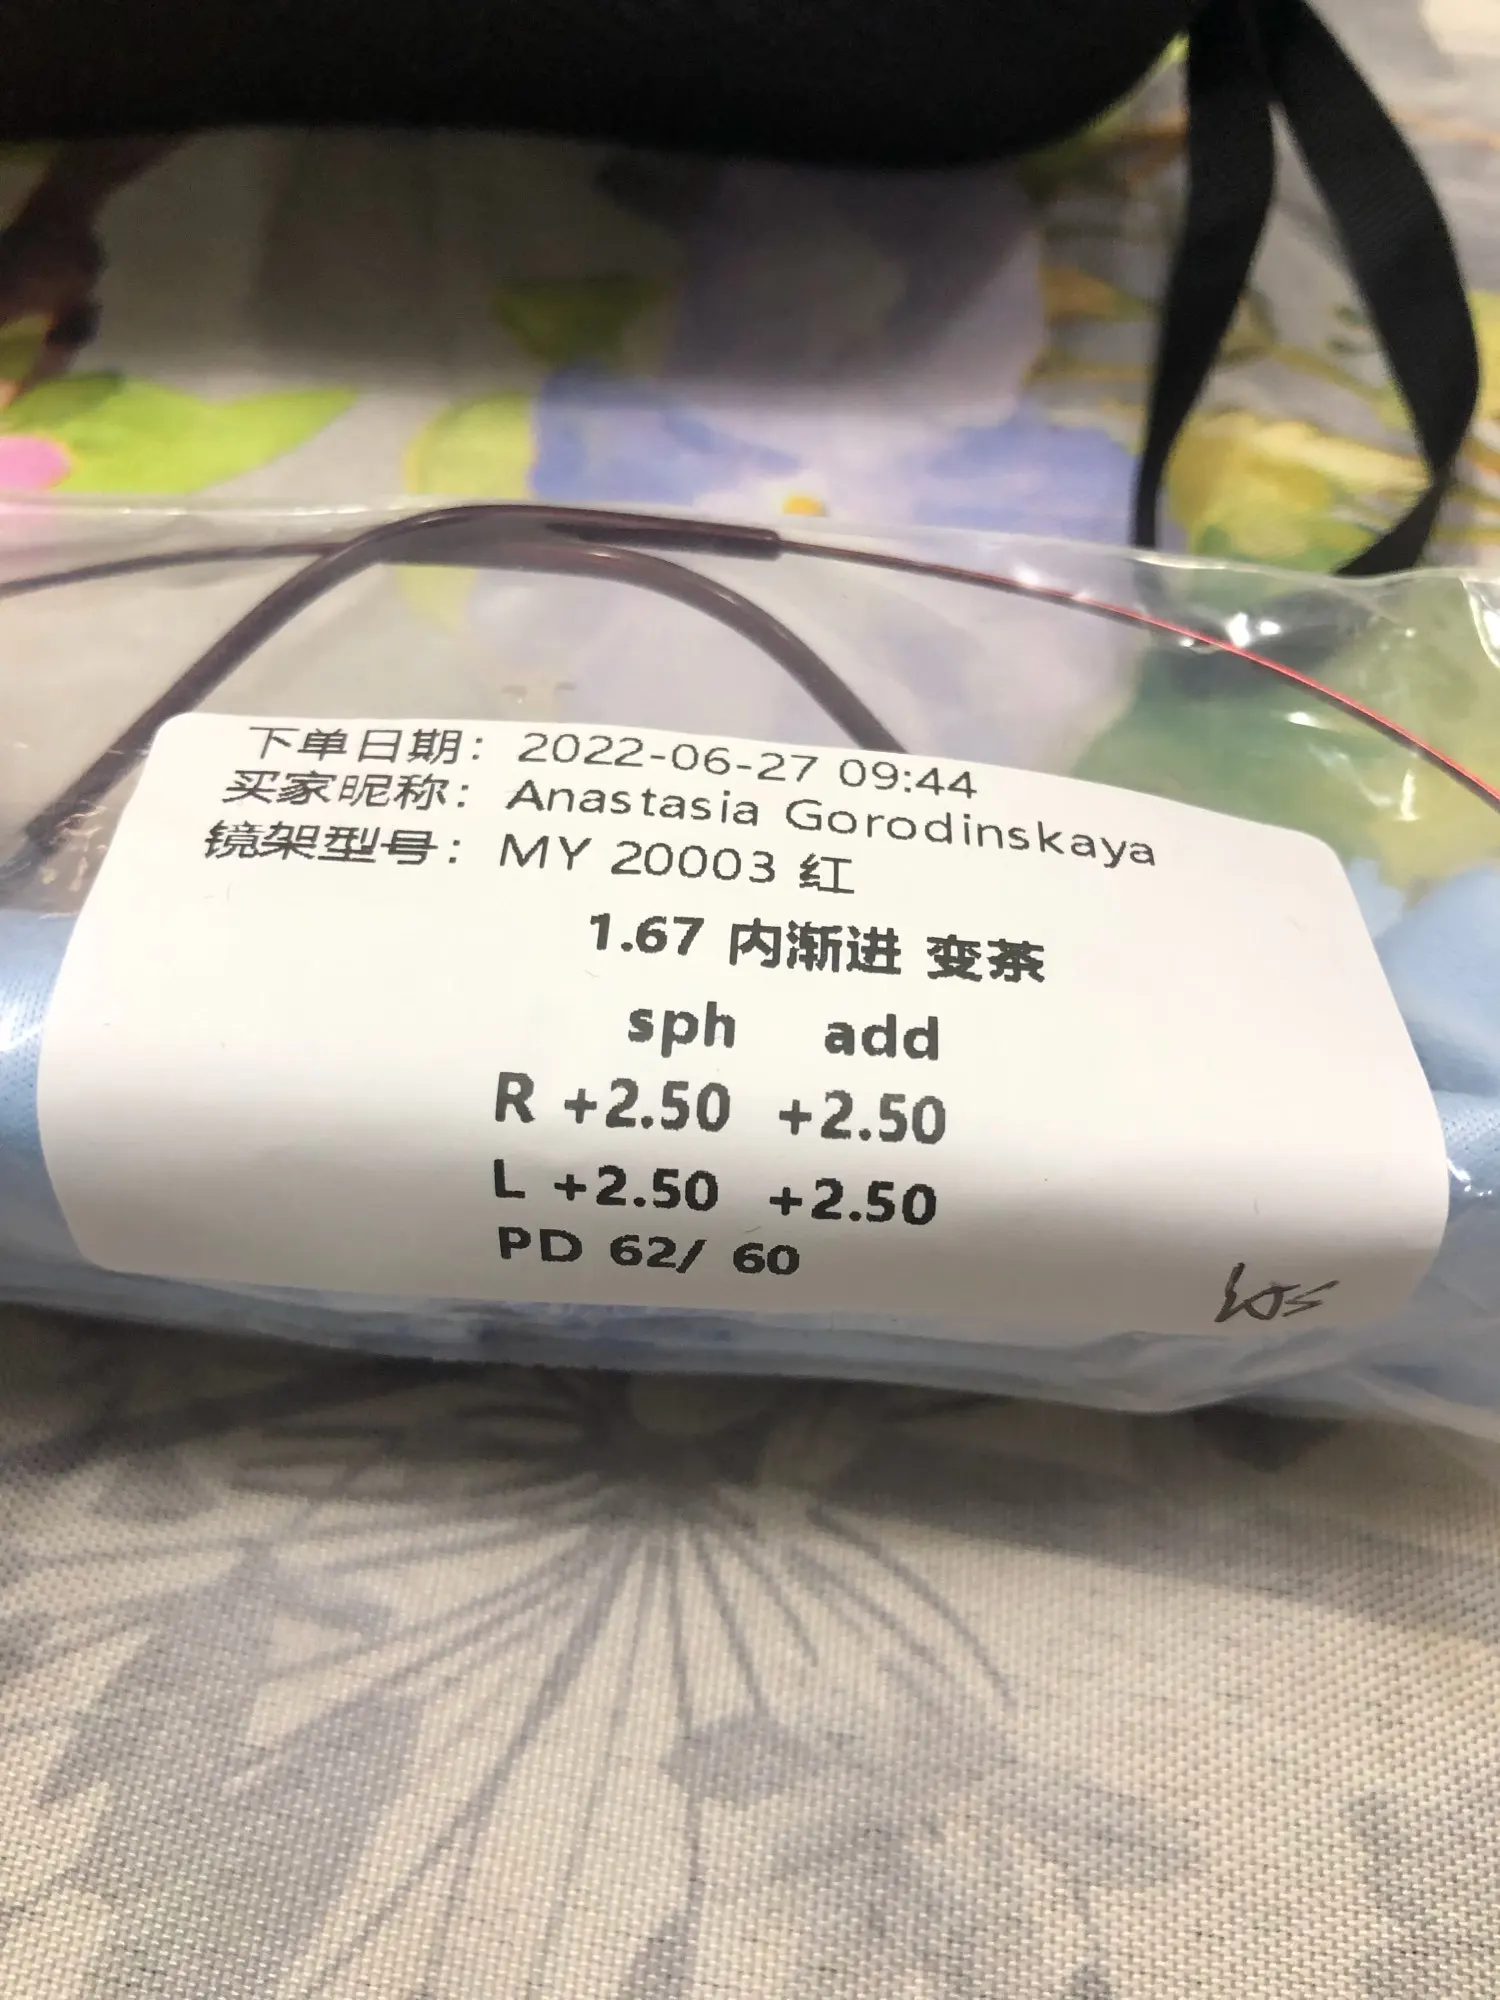 下单日期: 2022-06-27 09:44
买家昵称: Anastasia Gorodinskaya
镜架型号: MY 20003 红
1.67 内渐进 变茶
sph add
R +2.50 +2.50
L +2.50 +2.50
PD 62/ 60